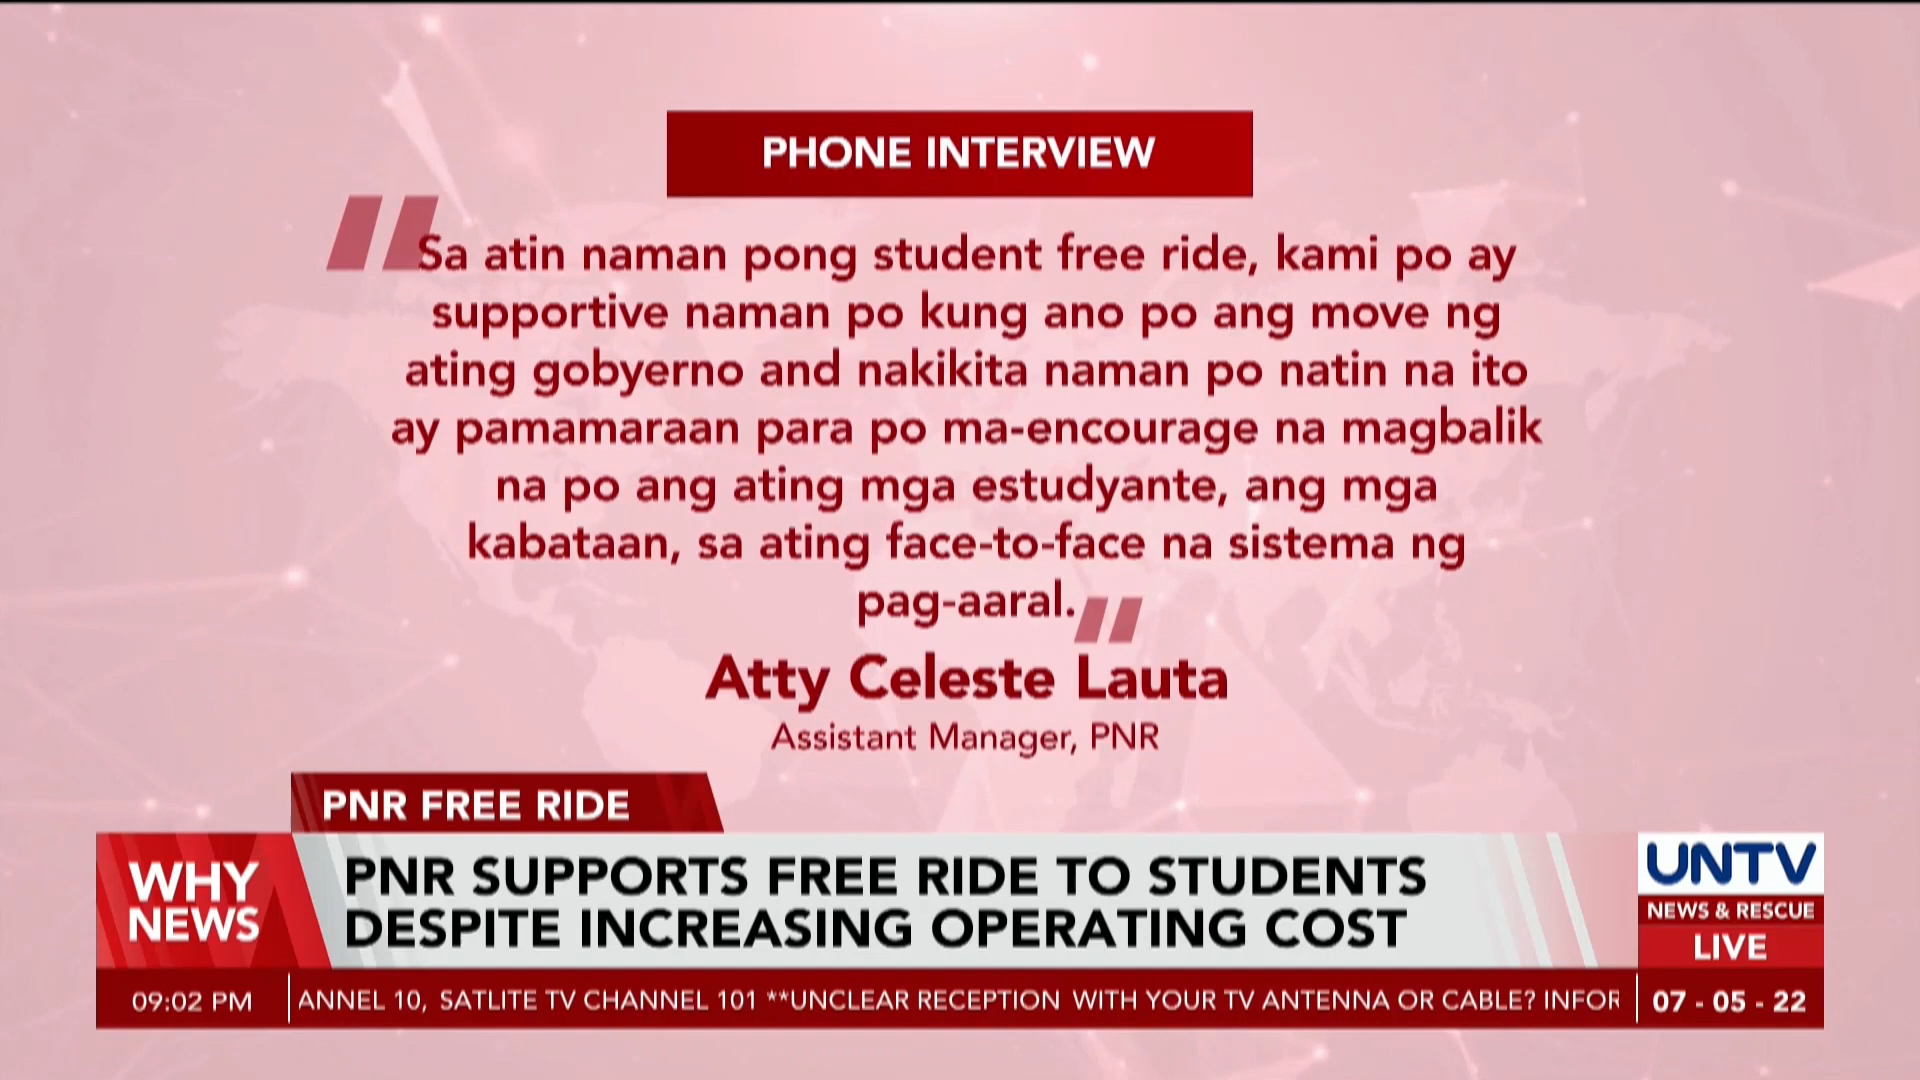 PHONE INTERVIEW
Sa atin naman pong student free ride, kami po ay
supportive naman po kung ano po ang move ng
ating gobyerno and nakikita naman po natin na ito
ay pamamaraan para po ma-encourage na magbalik
na po ang ating mga estudyante, ang mga
kabataan, sa ating face-to-face na sistema ng
pag-aaral.
Atty Celeste Lauta
Assistant Manager, PNR
PNR FREE RIDE
WHY
NEWS
PNR SUPPORTS FREE RIDE TO STUDENTS
DESPITE INCREASING OPERATING COST
UNTV
NEWS & RESCUE
LIVE
09:02 PM
ANNEL 10, SATLITE TV CHANNEL 101 **UNCLEAR RECEPTION WITH YOUR TV ANTENNA OR CABLE? INFOR
07 - 05 - 22